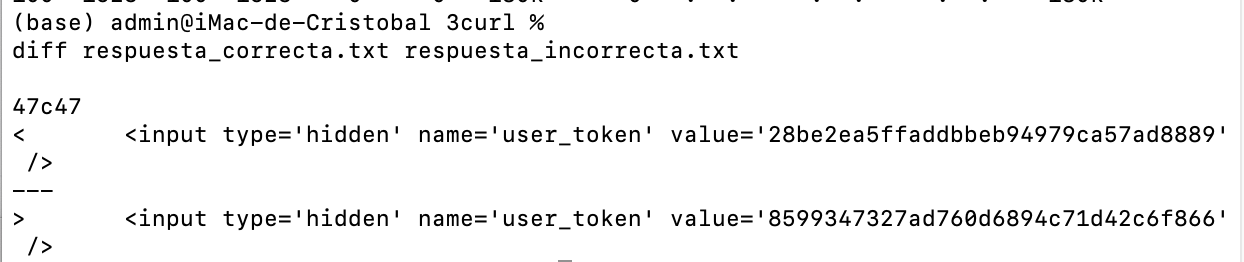 (base) admin@iMac-de-Cristobal 3curl %
diff respuesta_correcta.txt respuesta_incorrecta.txt
47c47
<       <input type='hidden' name='user_token' value='28be2ea5ffaddbbeb94979ca57ad8889'
 />
---
>       <input type='hidden' name='user_token' value='8599347327ad760d6894c71d42c6f866'
 />